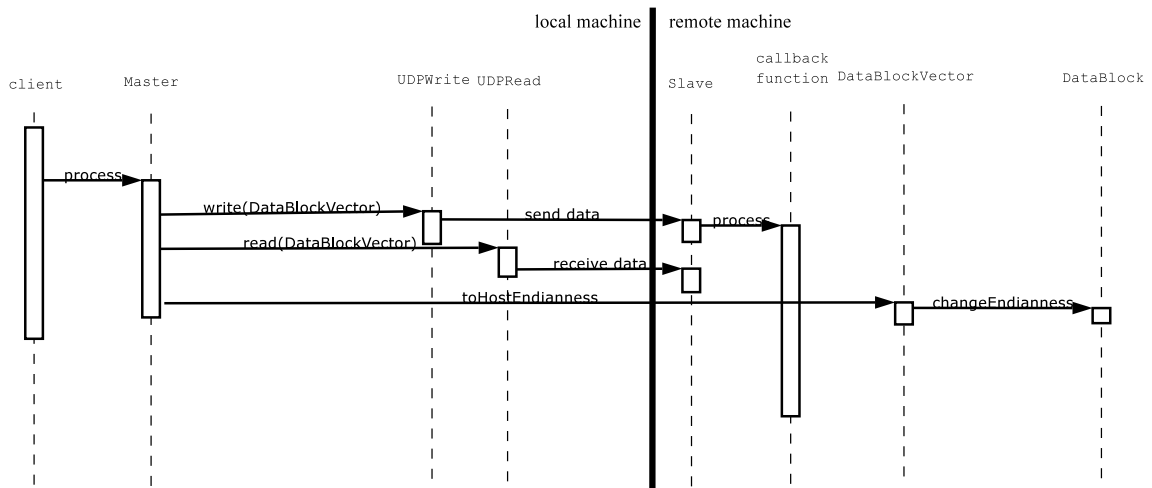 local machine
remote machine
client
Master
UDPWrite
UDPRead
Slave
callback
function
DataBlockVector
DataBlock
process
write(DataBlockVector)
send data
process
read(DataBlockVector)
receive data
toHostEndianness
changeEndianness